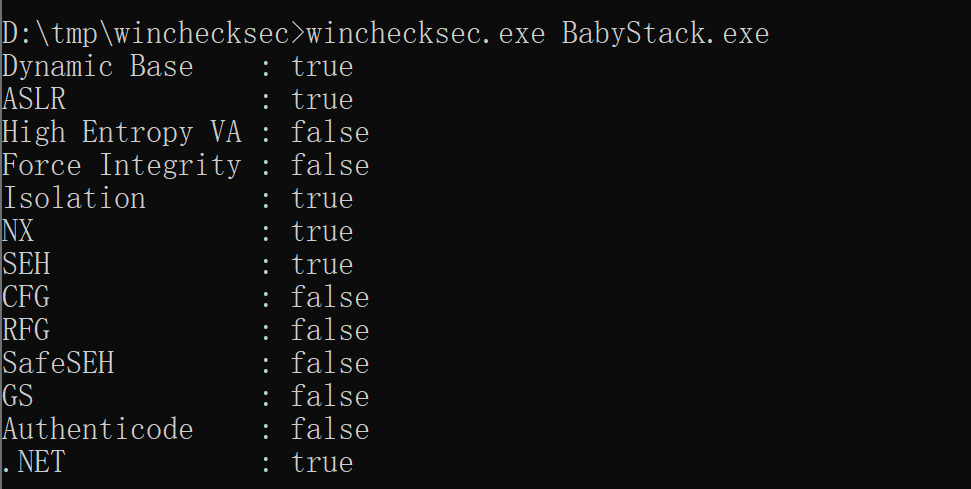 D:\tmp\winchecksec>winchecksec.exe BabyStack.exe
Dynamic Base    : true
ASLR            : true
High Entropy VA : false
Force Integrity : false
Isolation       : true
NX              : true
SEH             : true
CFG             : false
RFG             : false
SafeSEH         : false
GS              : false
Authenticode    : false
.NET            : true